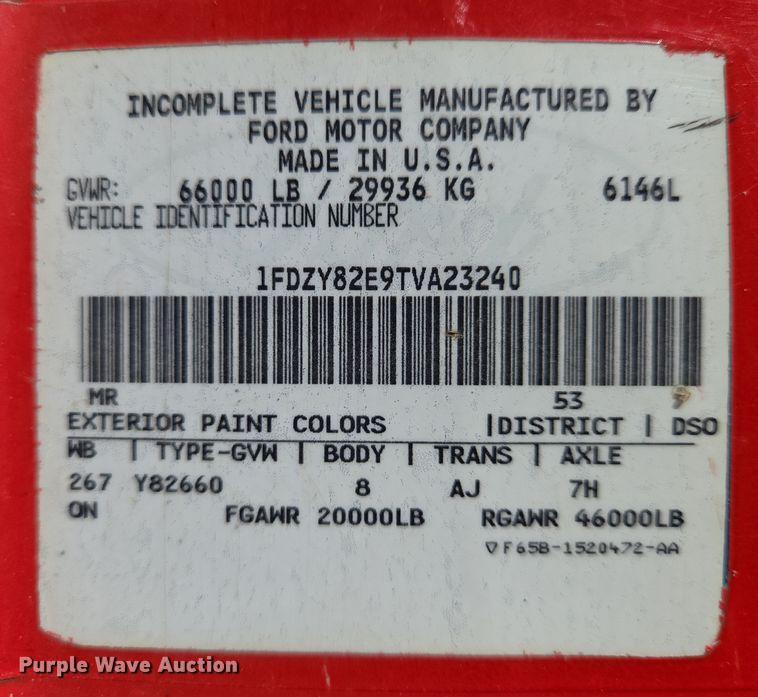 INCOMPLETE VEHICLE MANUFACTURED BY
FORD MOTOR COMPANY
MADE IN U.S.A.
GVWR: 66000 LB / 29936 KG 6146L
VEHICLE IDENTIFICATION NUMBER
1FDZY82E9TVA23240
MR 53
EXTERIOR PAINT COLORS | DISTRICT | DSO
WB | TYPE-GVW | BODY | TRANS | AXLE
267 Y82660 8 AJ 7H
ON FGAWR 20000LB RGAWR 46000LB
▽ F65B-1520472-AA
Purple Wave Auction